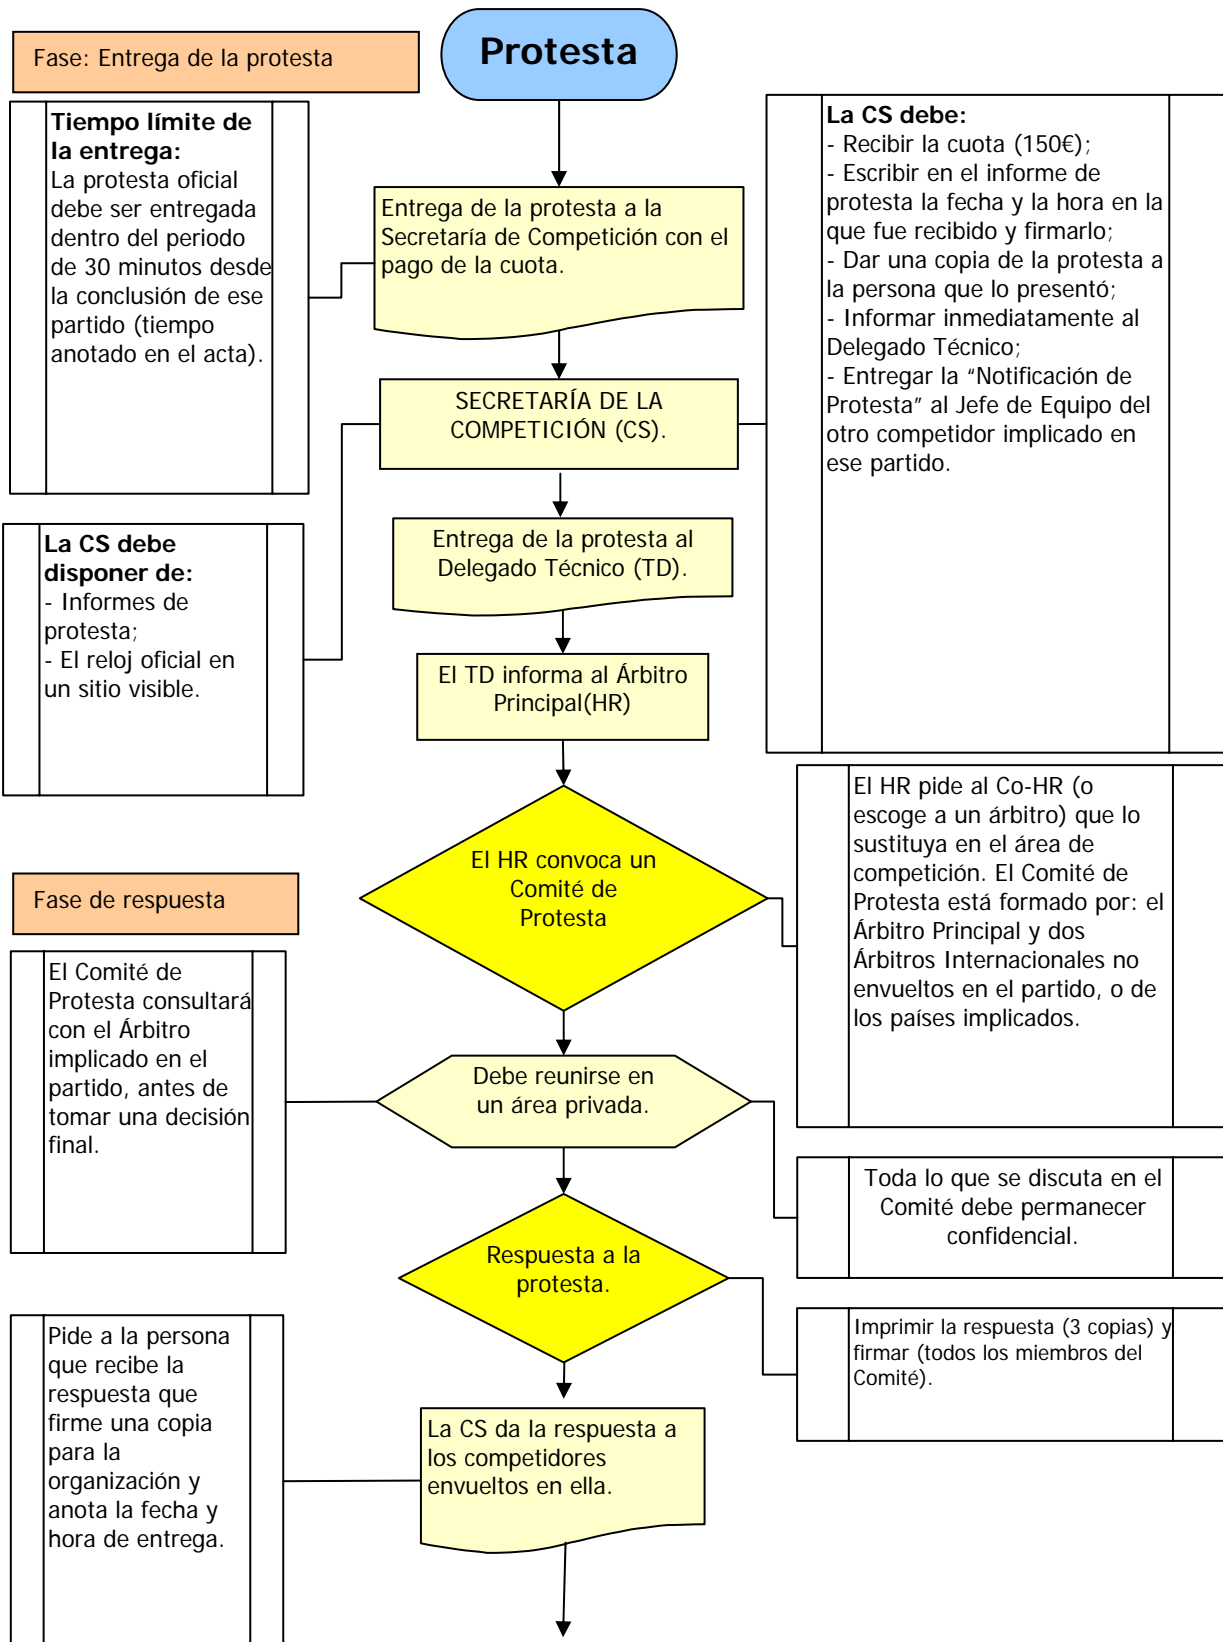 Protesta
Fase: Entrega de la protesta
Tiempo límite de
la entrega:
La protesta oficial
debe ser entregada
dentro del periodo
de 30 minutos desde
la conclusión de ese
partido (tiempo
anotado en el acta).
Entrega de la protesta a la
Secretaría de Competición con el
pago de la cuota.
La CS debe:
- Recibir la cuota (150€);
- Escribir en el informe de
protesta la fecha y la hora en la
que fue recibido y firmarlo;
- Dar una copia de la protesta a
la persona que lo presentó;
- Informar inmediatamente al
Delegado Técnico;
- Entregar la “Notificación de
Protesta” al Jefe de Equipo del
otro competidor implicado en
ese partido.
SECRETARÍA DE LA
COMPETICIÓN (CS).
La CS debe
disponer de:
- Informes de
protesta;
- El reloj oficial en
un sitio visible.
Entrega de la protesta al
Delegado Técnico (TD).
El TD informa al Árbitro
Principal(HR)
El HR convoca un
Comité de
Protesta
El HR pide al Co-HR (o
escoge a un árbitro) que lo
sustituya en el área de
competición. El Comité de
Protesta está formado por: el
Árbitro Principal y dos
Árbitros Internacionales no
envueltos en el partido, o de
los países implicados.
Fase de respuesta
El Comité de
Protesta consultará
con el Árbitro
implicado en el
partido, antes de
tomar una decisión
final.
Debe reunirse en
un área privada.
Toda lo que se discuta en el
Comité debe permanecer
confidencial.
Respuesta a la
protesta.
Imprimir la respuesta (3 copias) y
firmar (todos los miembros del
Comité).
Pide a la persona
que recibe la
respuesta que
firme una copia
para la
organización y
anota la fecha y
hora de entrega.
La CS da la respuesta a
los competidores
envueltos en ella.